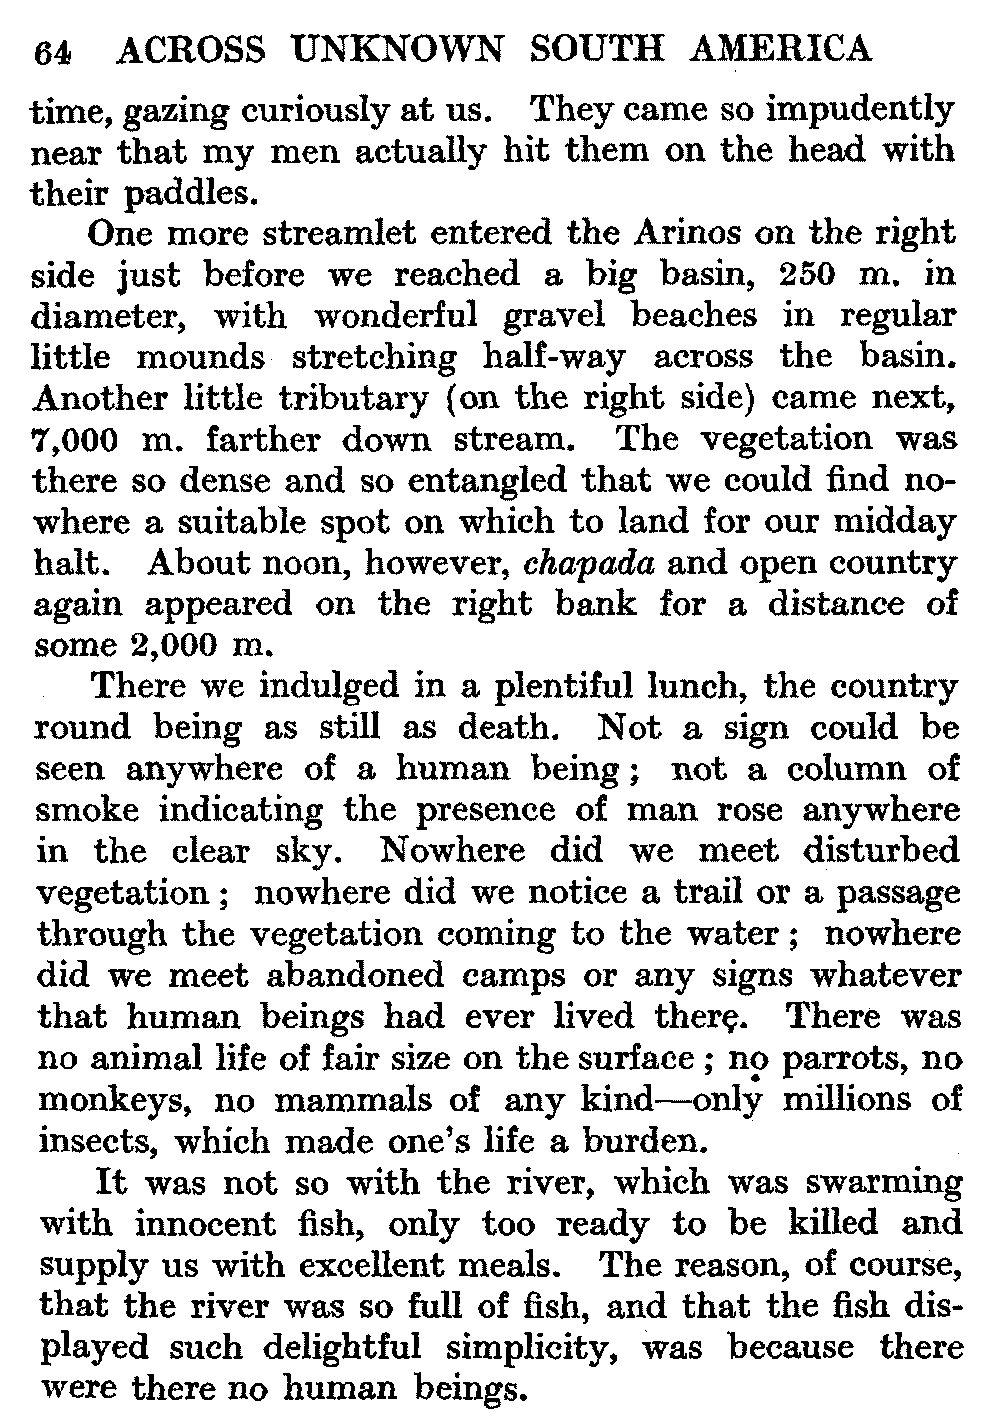 64 ACROSS UNKNOWN SOUTH AMERICA
time, gazing curiously at us. They came so impudently
near that my men actually hit them on the head with
their paddles.
One more streamlet entered the Arinos on the right
side just before we reached a big basin, 250 m. in
diameter, with wonderful gravel beaches in regular
little mounds stretching half-way across the basin.
Another little tributary (on the right side) came next,
7,000 m. farther down stream. The vegetation was
there so dense and so entangled that we could find no-
where a suitable spot on which to land for our midday
halt. About noon, however, chapada and open country
again appeared on the right bank for a distance of
some 2,000 m.
There we indulged in a plentiful lunch, the country
round being as still as death. Not a sign could be
seen anywhere of a human being; not a column of
smoke indicating the presence of man rose anywhere
in the clear sky. Nowhere did we meet disturbed
vegetation; nowhere did we notice a trail or a passage
through the vegetation coming to the water; nowhere
did we meet abandoned camps or any signs whatever
that human beings had ever lived there. There was
no animal life of fair size on the surface; no parrots, no
monkeys, no mammals of any kind—only millions of
insects, which made one's life a burden.
It was not so with the river, which was swarming
with innocent fish, only too ready to be killed and
supply us with excellent meals. The reason, of course,
that the river was so full of fish, and that the fish dis-
played such delightful simplicity, was because there
were there no human beings.